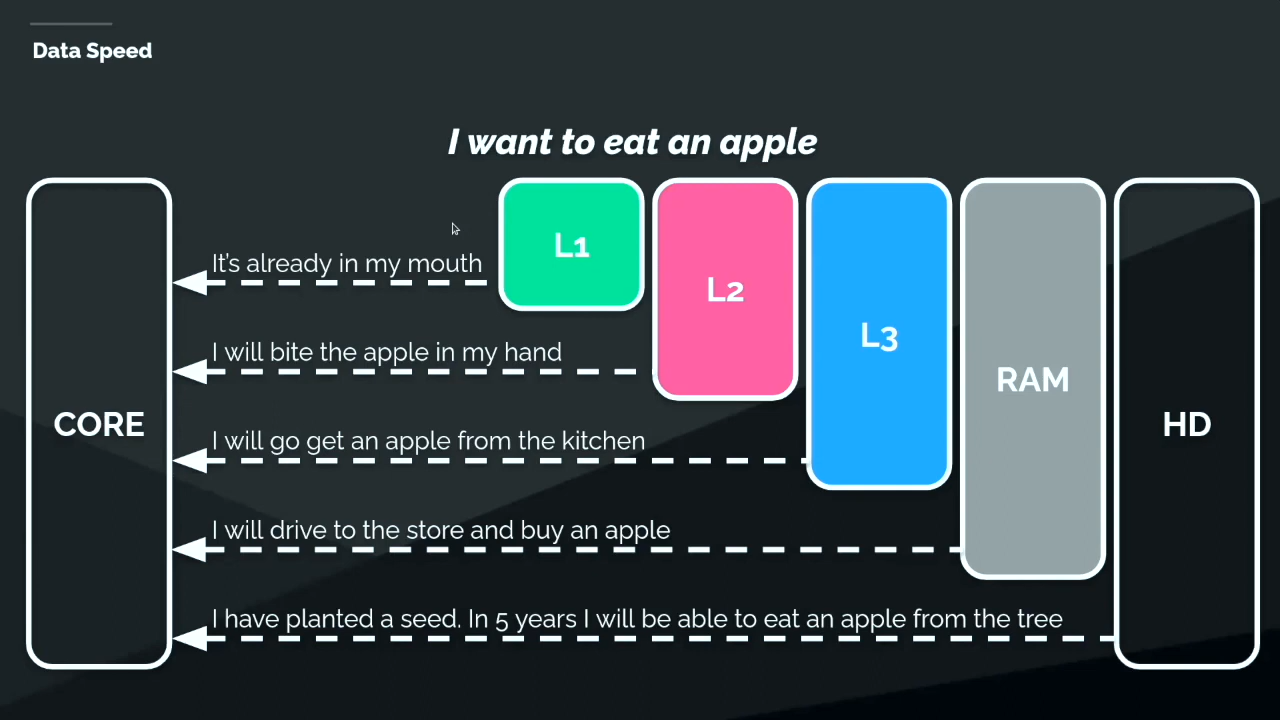 Data Speed
I want to eat an apple
L1
It's already in my mouth
L2
L3
I will bite the apple in my hand
RAM
CORE
HD
I will go get an apple from the kitchen
I will drive to the store and buy an apple
I have planted a seed. In 5 years I will be able to eat an apple from the tree